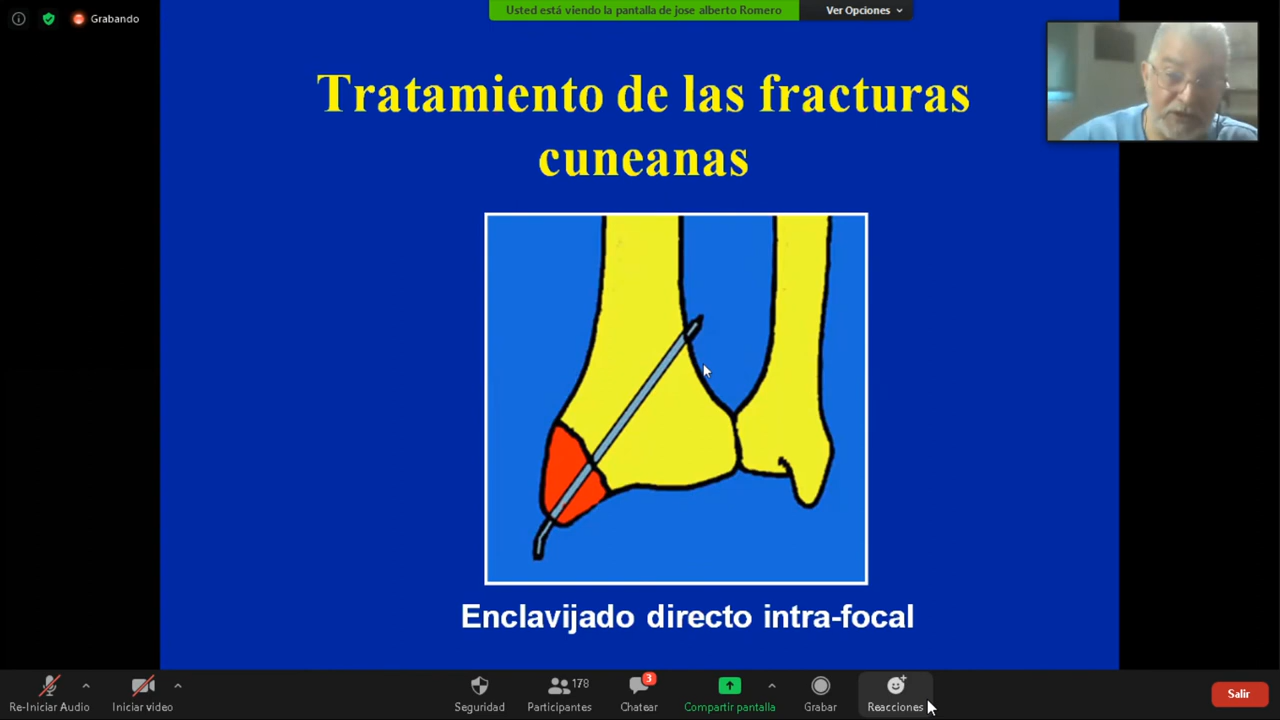 Grabando
Usted está viendo la pantalla de jose alberto Romero
Ver Opciones
Tratamiento de las fracturas
cuneanas
Enclavijado directo intra-focal
Re-Iniciar Audio
Iniciar video
Seguridad
178
Participantes
3
Chatear
Compartir pantalla
Grabar
Reacciones
Salir